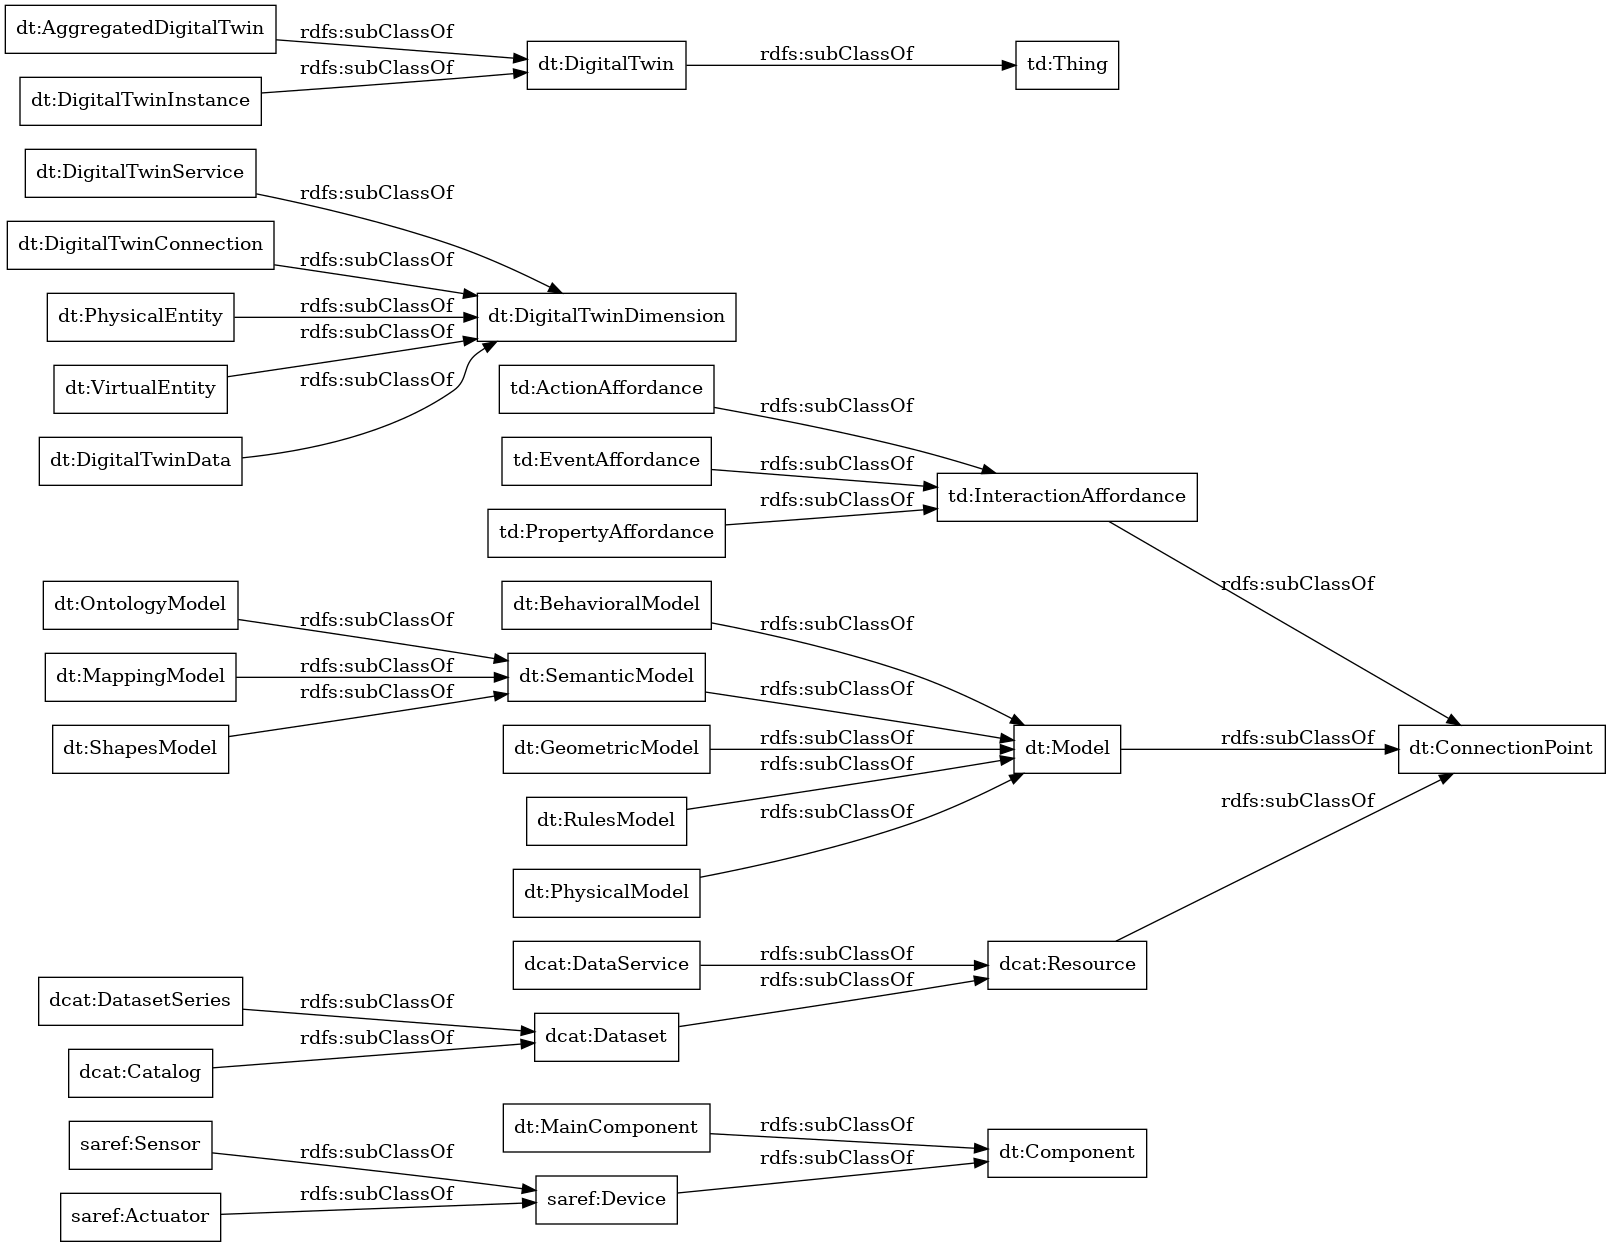 dt:AggregatedDigitalTwin
rdfs:subClassOf
dt:DigitalTwin
rdfs:subClassOf
td:Thing
rdfs:subClassOf
dt:DigitalTwinInstance
dt:DigitalTwinService
rdfs:subClassOf
dt:DigitalTwinConnection
rdfs:subClassOf
dt:PhysicalEntity
rdfs:subClassOf
dt:DigitalTwinDimension
rdfs:subClassOf
dt:VirtualEntity
rdfs:subClassOf
dt:DigitalTwinData
td:ActionAffordance
rdfs:subClassOf
td:EventAffordance
rdfs:subClassOf
td:InteractionAffordance
rdfs:subClassOf
td:PropertyAffordance
rdfs:subClassOf
dt:OntologyModel
rdfs:subClassOf
dt:BehavioralModel
rdfs:subClassOf
dt:MappingModel
rdfs:subClassOf
dt:SemanticModel
rdfs:subClassOf
rdfs:subClassOf
dt:ShapesModel
dt:GeometricModel
rdfs:subClassOf
dt:Model
rdfs:subClassOf
dt:ConnectionPoint
rdfs:subClassOf
dt:RulesModel
rdfs:subClassOf
rdfs:subClassOf
dt:PhysicalModel
dcat:DataService
rdfs:subClassOf
dcat:Resource
rdfs:subClassOf
dcat:DatasetSeries
rdfs:subClassOf
dcat:Dataset
rdfs:subClassOf
dcat:Catalog
dt:MainComponent
rdfs:subClassOf
saref:Sensor
rdfs:subClassOf
dt:Component
rdfs:subClassOf
saref:Device
rdfs:subClassOf
saref:Actuator